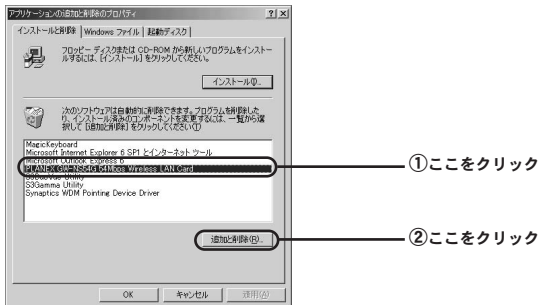 アプリケーションの追加と削除のプロパティ
インストールと削除
Windows ファイル
起動ディスク
フロッピー ディスクまたは CD-ROM から新しいプログラムをインストー
ルするには、[インストール] をクリックしてください。
インストール(I)...
次のソフトウェアは自動的に削除できます。プログラムを削除した
り、インストール済みのコンポーネントを変更するには、一覧から選
択して [追加と削除] をクリックしてください(T)
MagicKeyboard
Microsoft Internet Explorer 6 SP1 とインターネット ツール
Microsoft Outlook Express 6
PLANEX GW-NS54G 54Mbps Wireless LAN Card
S3Gamma Utility
Synaptics WDM Pointing Device Driver
追加と削除(R)...
OK
キャンセル
適用(A)
①ここをクリック
②ここをクリック